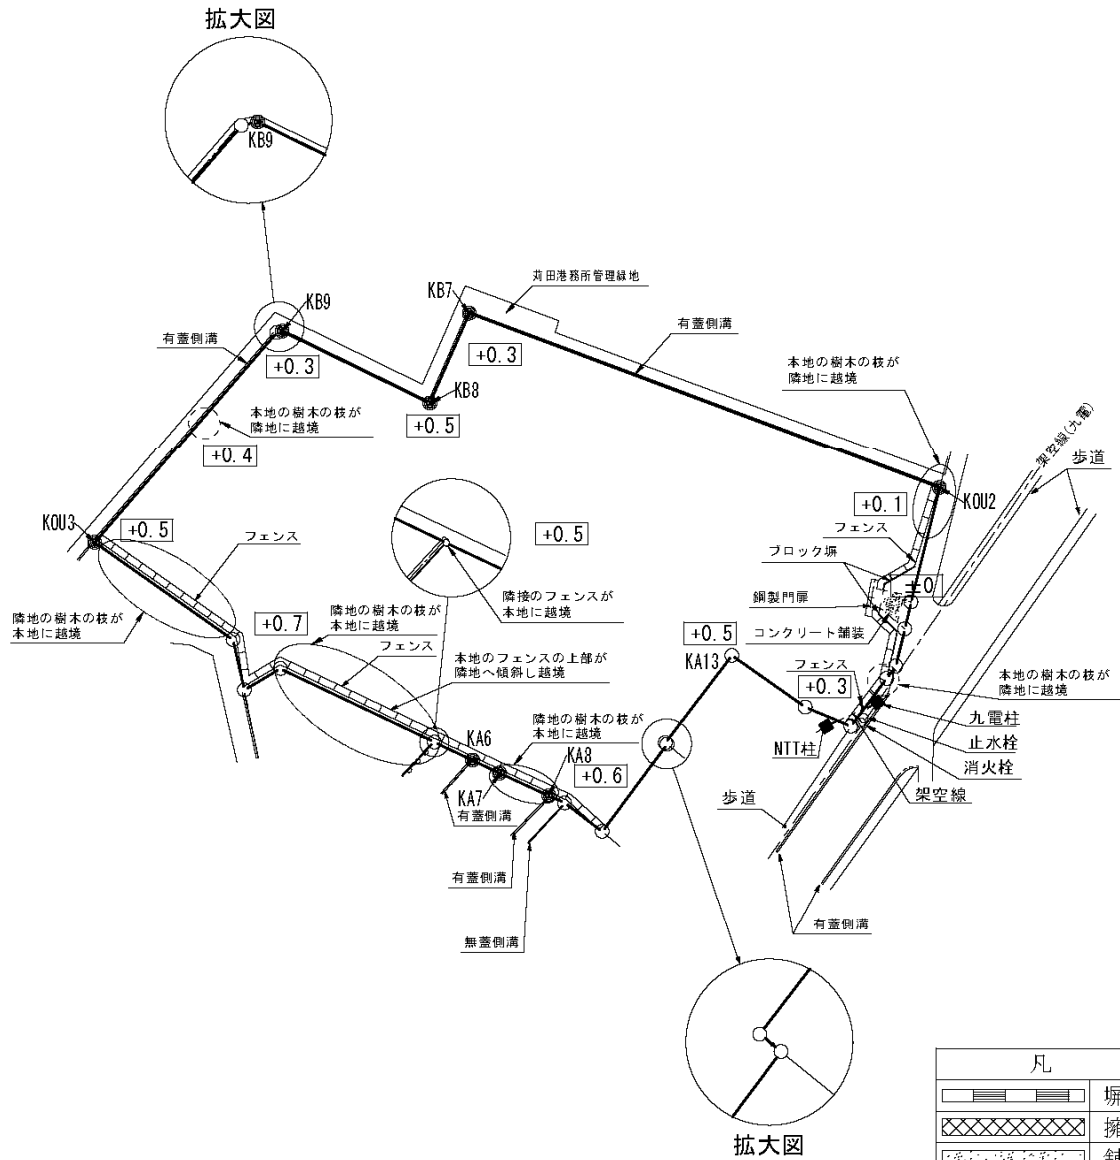 拡大図
KB9
苅田港務所管理緑地
KB7
KB9
有蓋側溝
有蓋側溝
+0.3
+0.3
本地の樹木の枝が
隣地に越境
KB8
本地の樹木の枝が
隣地に越境
+0.5
架空線(九電)
歩道
+0.4
KOU2
+0.1
KOU3
+0.5
フェンス
+0.5
フェンス
ブロック塀
±0
隣接のフェンスが
本地に越境
鋼製門扉
隣地の樹木の枝が
本地に越境
+0.7
隣地の樹木の枝が
本地に越境
コンクリート舗装
+0.5
フェンス
KA13
本地のフェンスの上部が
隣地へ傾斜し越境
フェンス
+0.3
本地の樹木の枝が
隣地に越境
隣地の樹木の枝が
本地に越境
九電柱
KA6
NTT柱
止水栓
KA8
+0.6
消火栓
KA7
歩道
架空線
有蓋側溝
有蓋側溝
有蓋側溝
無蓋側溝
拡大図
凡
塀